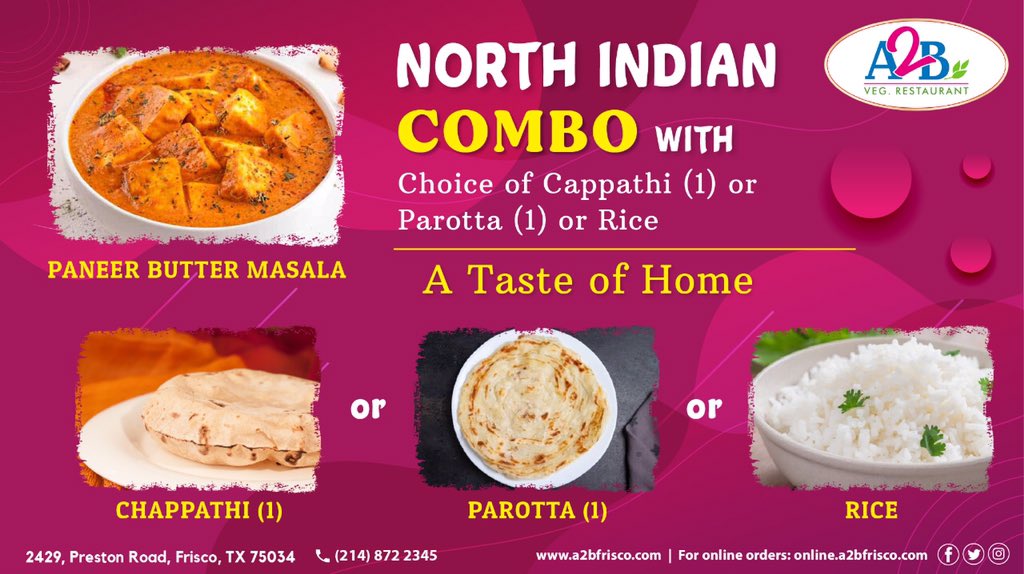 NORTH INDIAN
COMBO WITH
Choice of Cappathi (1) or
Parotta (1) or Rice
A Taste of Home
A2B
VEG. RESTAURANT
PANEER BUTTER MASALA
or
or
CHAPPATHI (1)
PAROTTA (1)
RICE
2429, Preston Road, Frisco, TX 75034 (214) 872 2345
www.a2bfrisco.com | For online orders: online.a2bfrisco.com